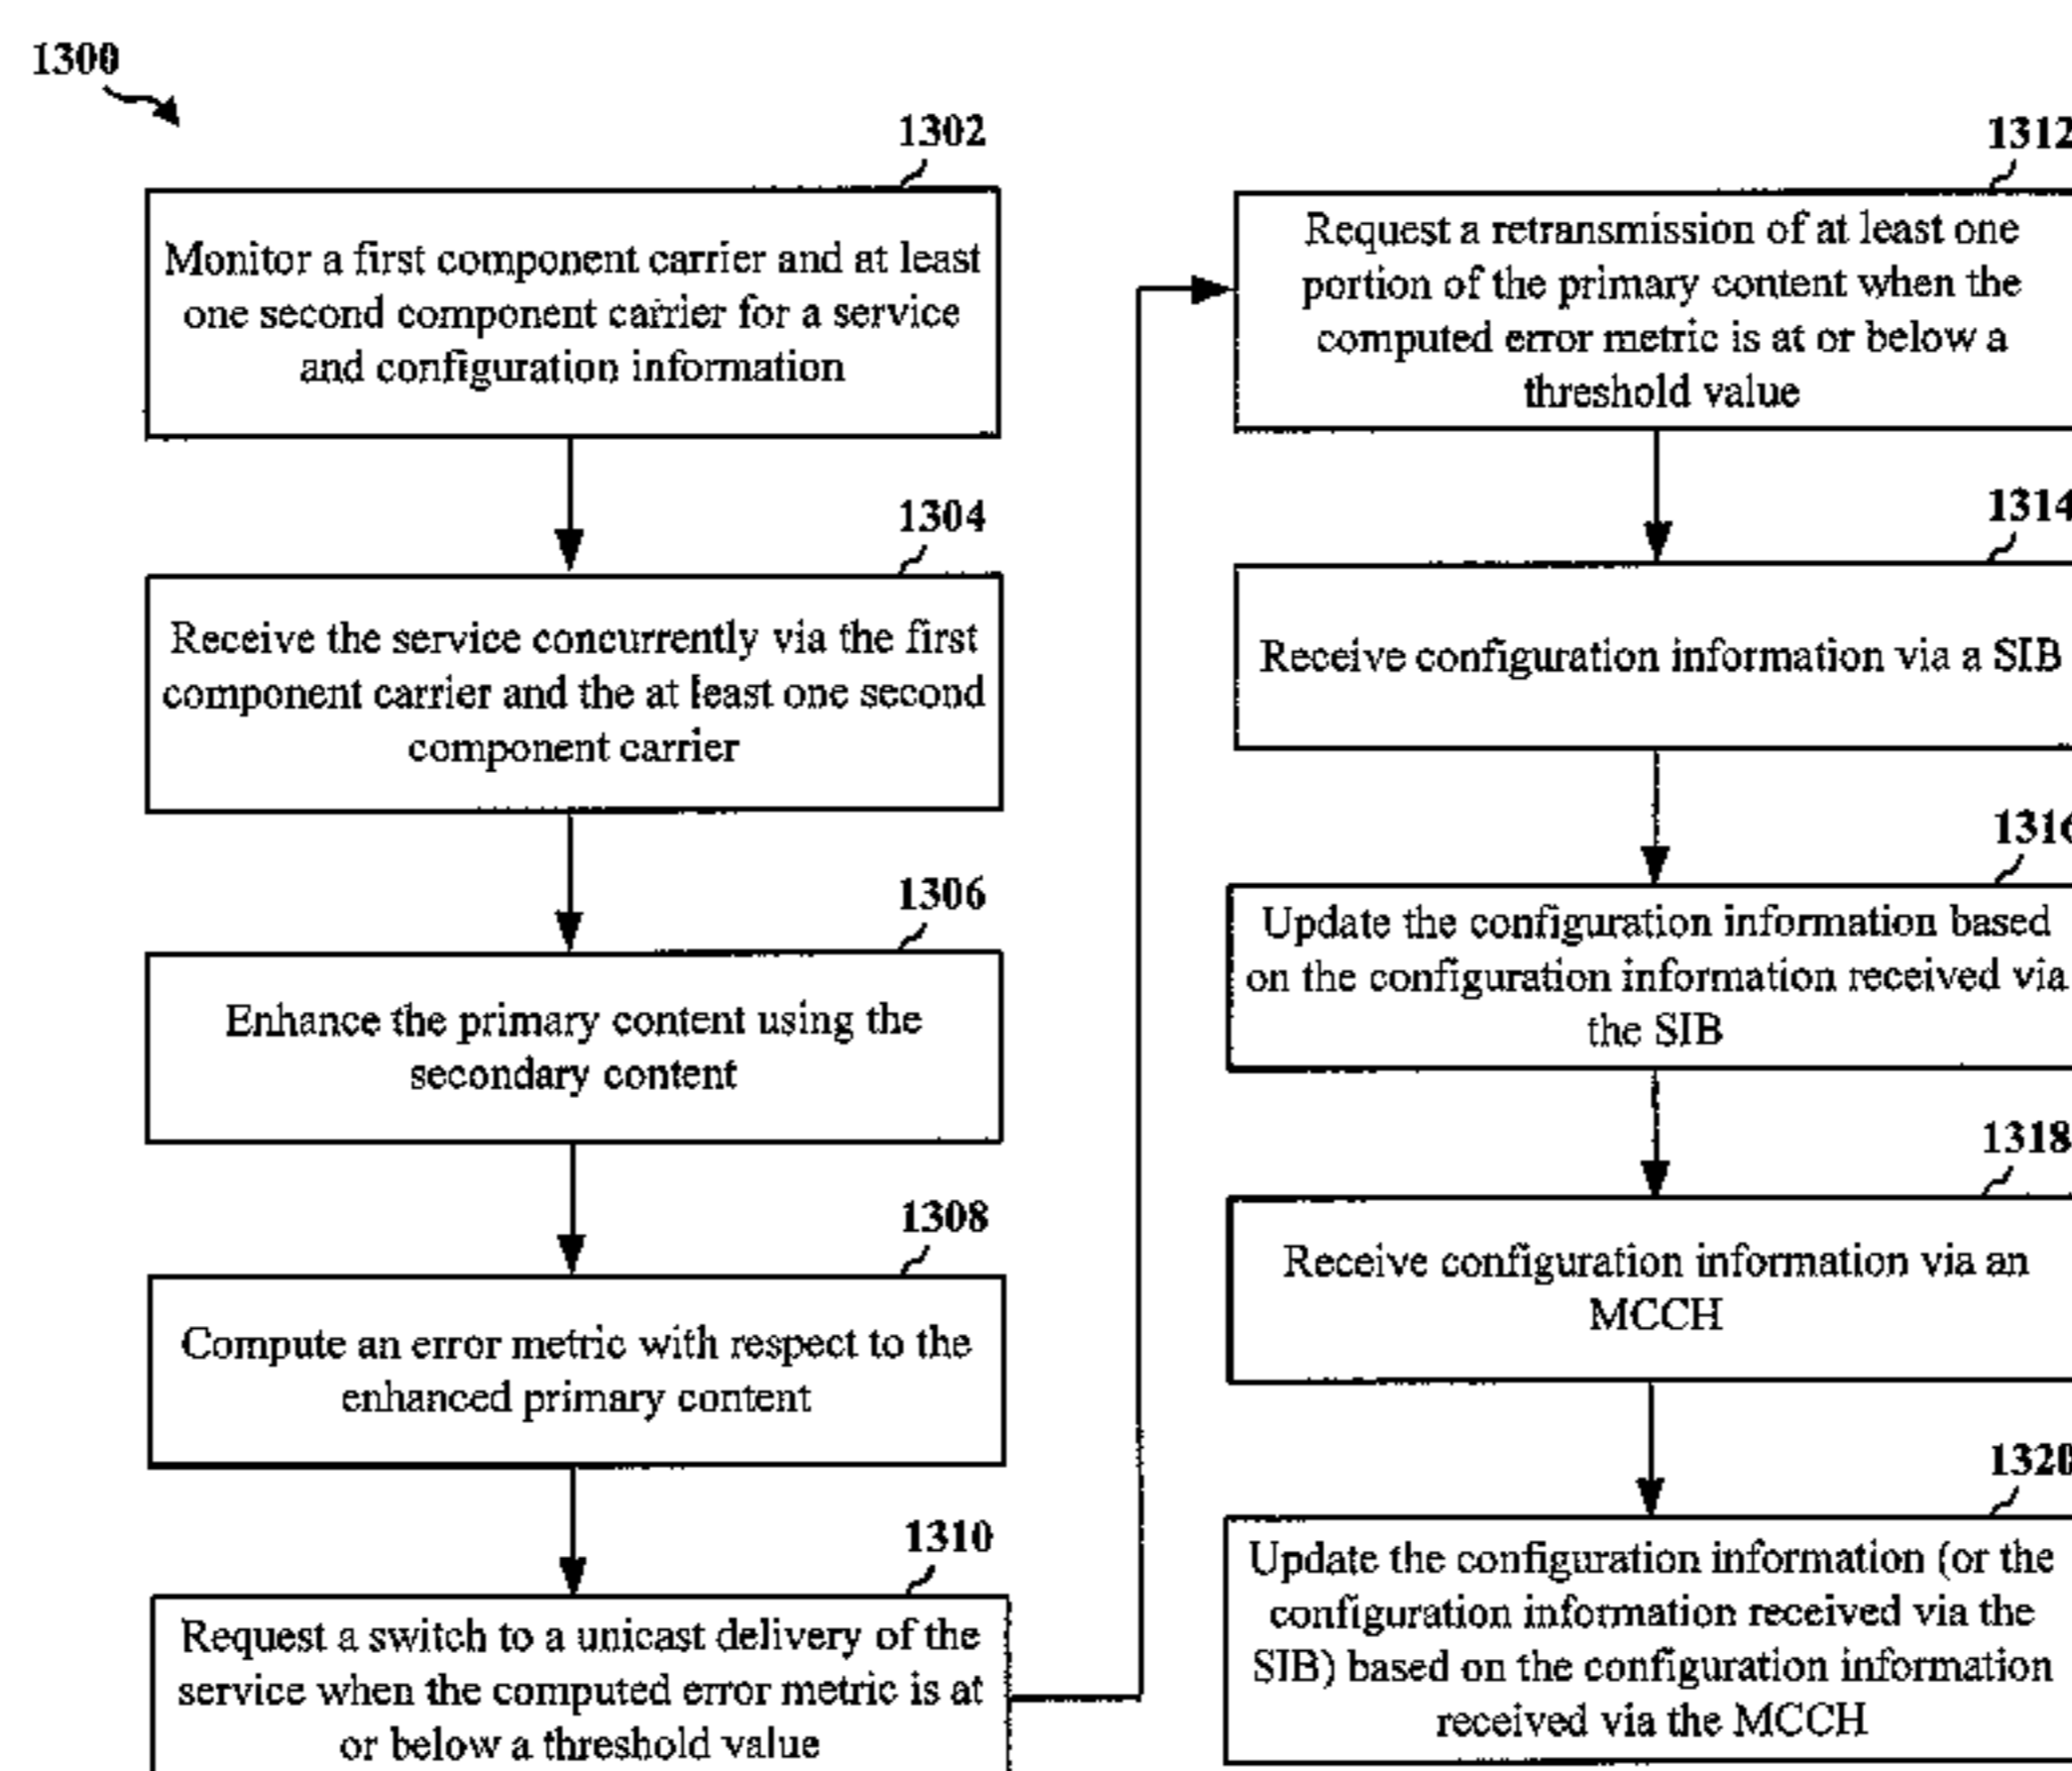 1300
1302
Monitor a first component carrier and at least
one second component carrier for a service
and configuration information
1304
Receive the service concurrently via the first
component carrier and the at least one second
component carrier
1306
Enhance the primary content using the
secondary content
1308
Compute an error metric with respect to the
enhanced primary content
1310
Request a switch to a unicast delivery of the
service when the computed error metric is at
or below a threshold value
1312
Request a retransmission of at least one
portion of the primary content when the
computed error metric is at or below a
threshold value
1314
Receive configuration information via a SIB
1316
Update the configuration information based
on the configuration information received via
the SIB
1318
Receive configuration information via an
MCCH
1320
Update the configuration information (or the
configuration information received via the
SIB) based on the configuration information
received via the MCCH